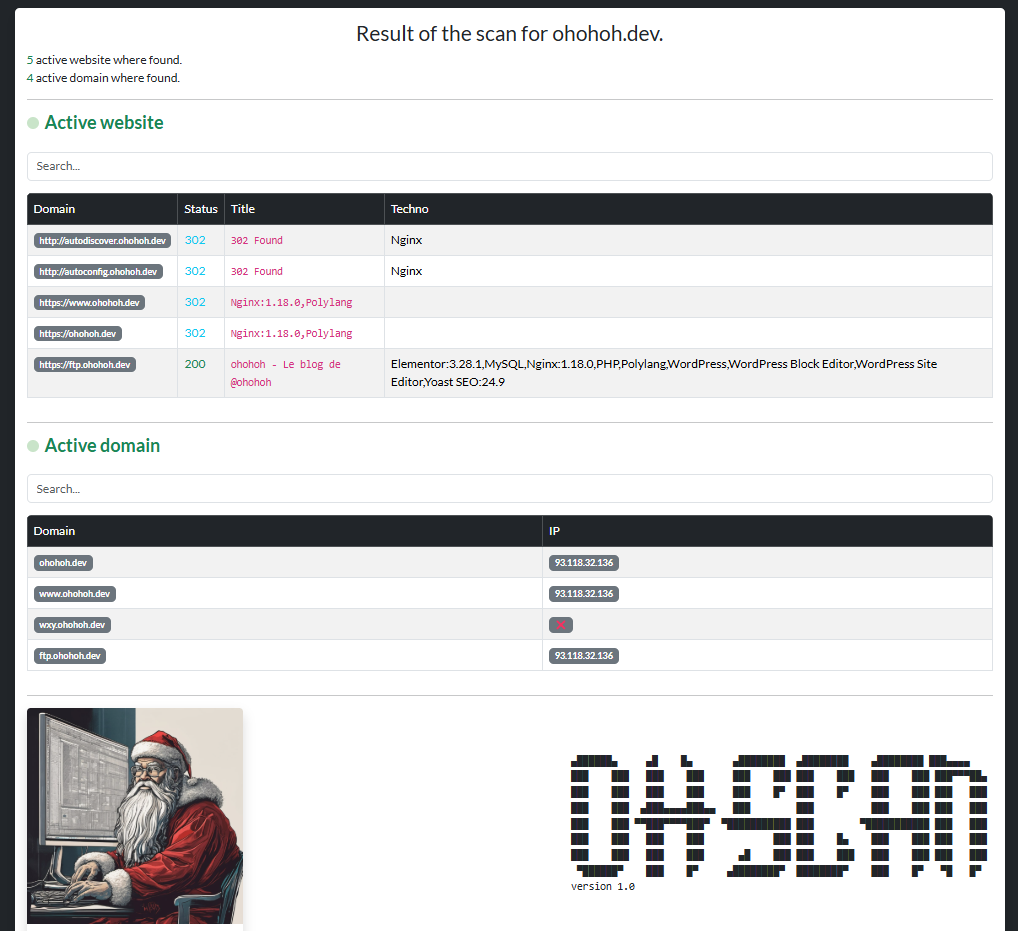 Result of the scan for ohohoh.dev.
5 active website where found.
4 active domain where found.
Active website
Search...
Domain Status Title Techno
http://autodiscover.ohohoh.dev 302 302 Found Nginx
http://autoconfig.ohohoh.dev 302 302 Found Nginx
https://www.ohohoh.dev 302 Nginx:1.18.0,Polylang
https://ohohoh.dev 302 Nginx:1.18.0,Polylang
https://ftp.ohohoh.dev 200 ohohoh - Le blog de Elementor:3.28.1,MySQL,Nginx:1.18.0,PHP,Polylang,WordPress,WordPress Block Editor,WordPress Site
@ohohoh Editor,Yoast SEO:24.9
Active domain
Search...
Domain IP
ohohoh.dev 93.118.32.136
www.ohohoh.dev 93.118.32.136
wxy.ohohoh.dev ❌
ftp.ohohoh.dev 93.118.32.136
version 1.0